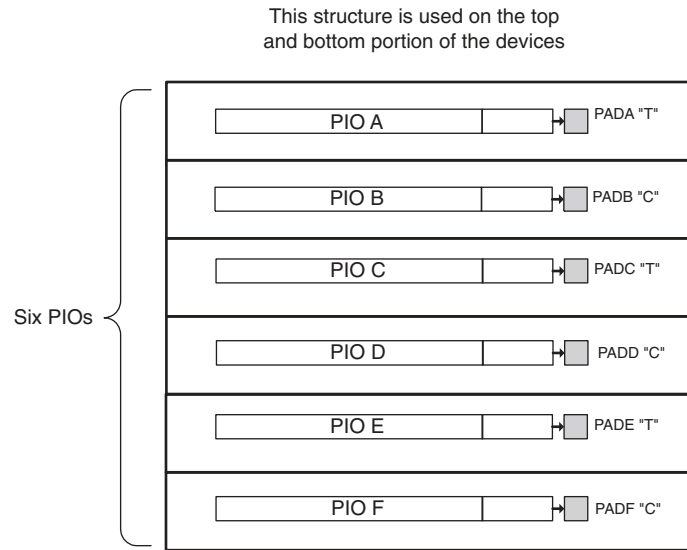 This structure is used on the top
and bottom portion of the devices
PIO A
PADA "T"
PIO B
PADB "C"
PIO C
PADC "T"
Six PIOs
PIO D
PADD "C"
PIO E
PADE "T"
PIO F
PADF "C"